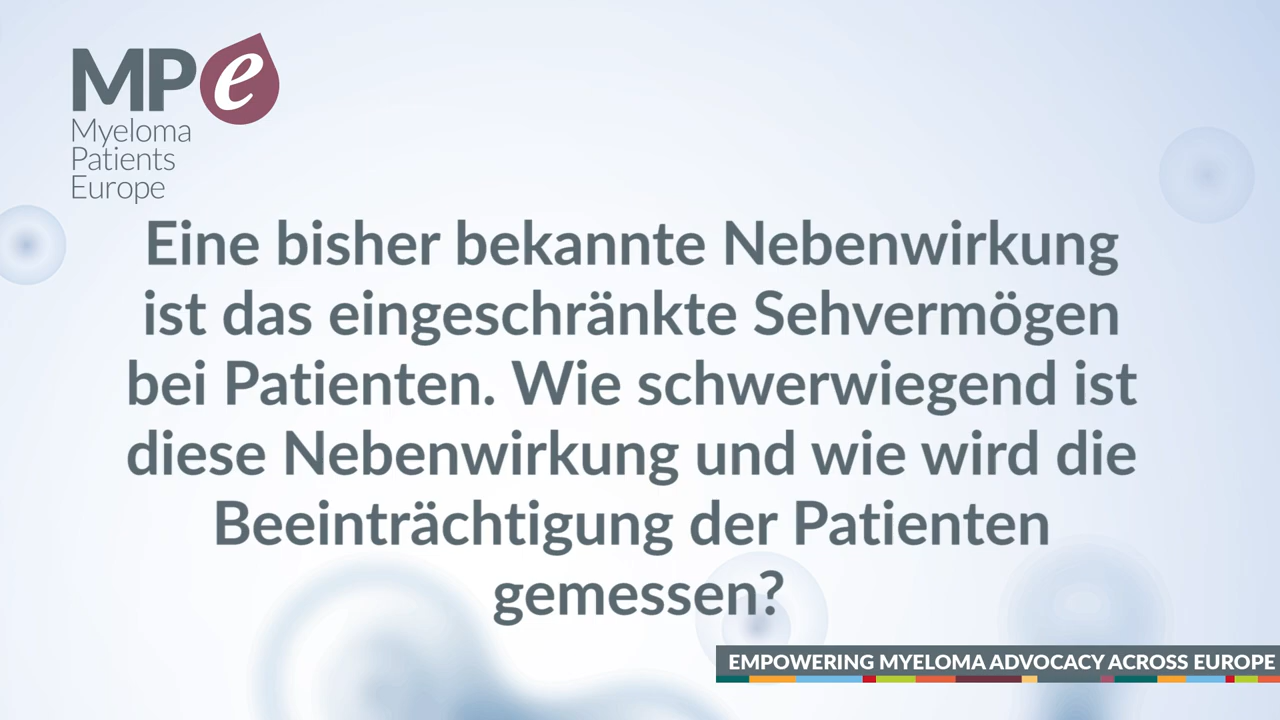 MPe
Myeloma
Patients
Europe
Eine bisher bekannte Nebenwirkung
ist das eingeschränkte Sehvermögen
bei Patienten. Wie schwerwiegend ist
diese Nebenwirkung und wie wird die
Beeinträchtigung der Patienten
gemessen?
EMPOWERING MYELOMA ADVOCACY ACROSS EUROPE